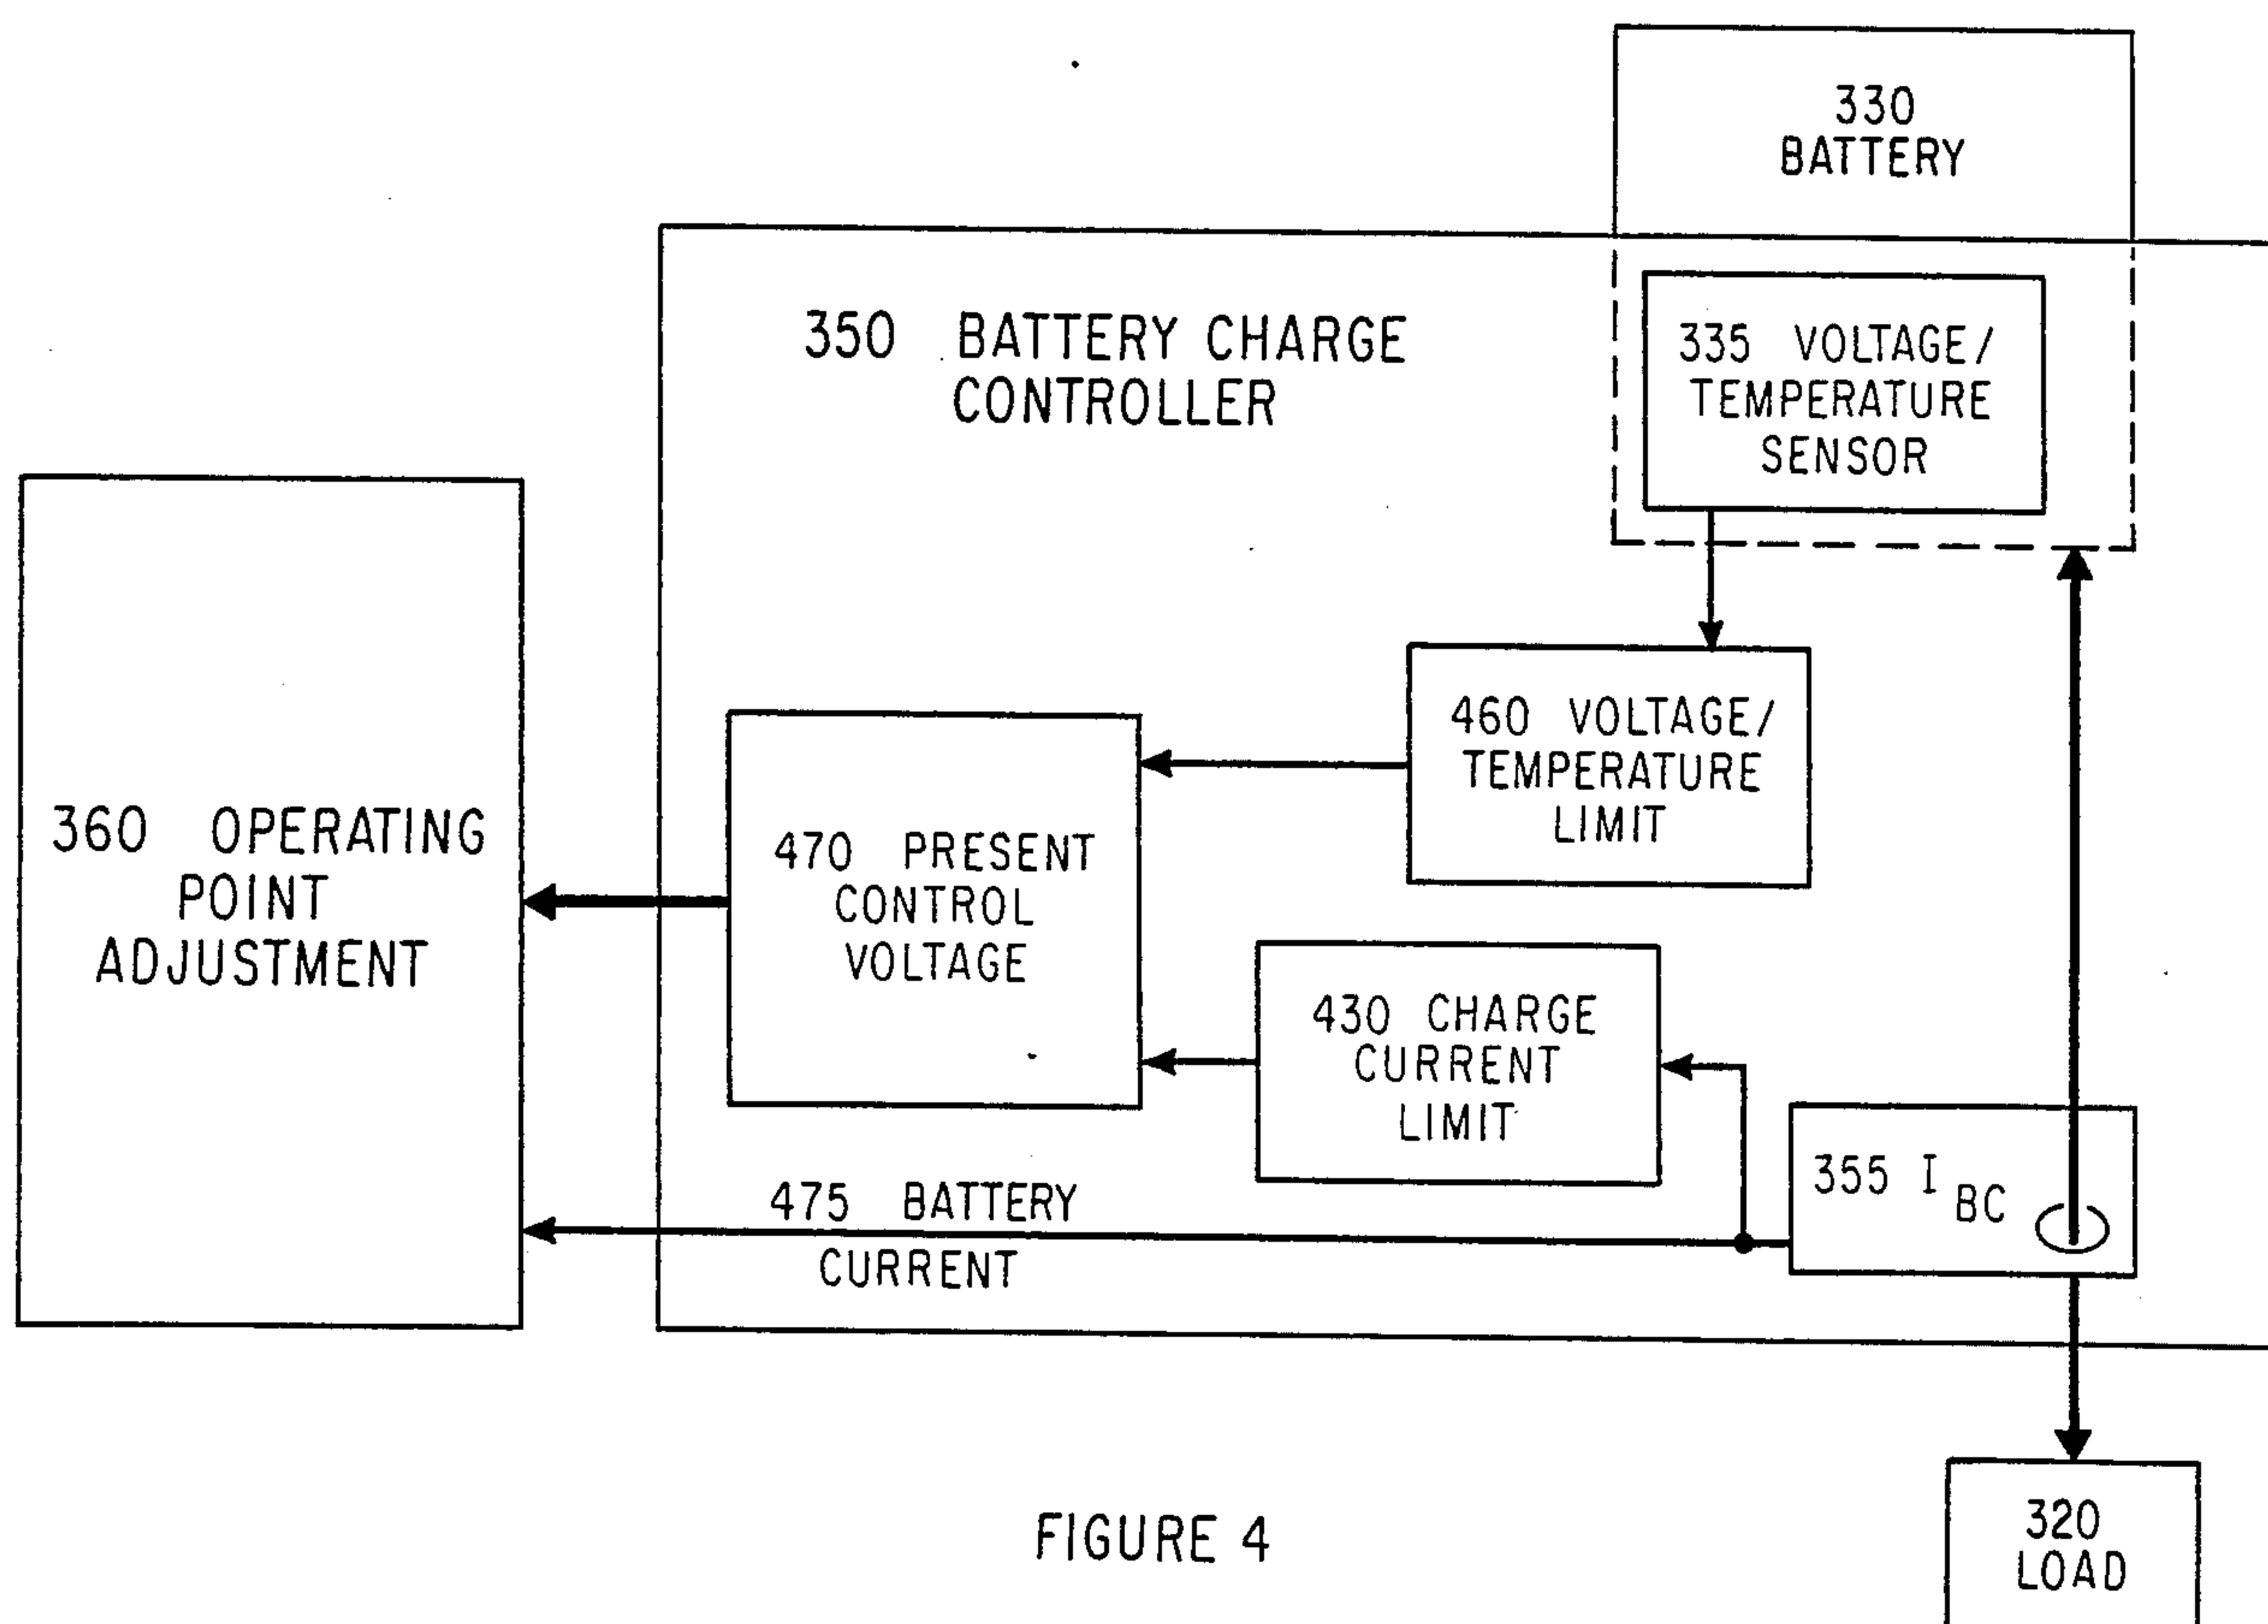 330
BATTERY
350 BATTERY CHARGE
CONTROLLER
335 VOLTAGE/
TEMPERATURE
SENSOR
460 VOLTAGE/
TEMPERATURE
LIMIT
360 OPERATING
POINT
ADJUSTMENT
470 PRESENT
CONTROL
VOLTAGE
430 CHARGE
CURRENT
LIMIT
355 I BC
475 BATTERY
CURRENT
320
LOAD
FIGURE 4